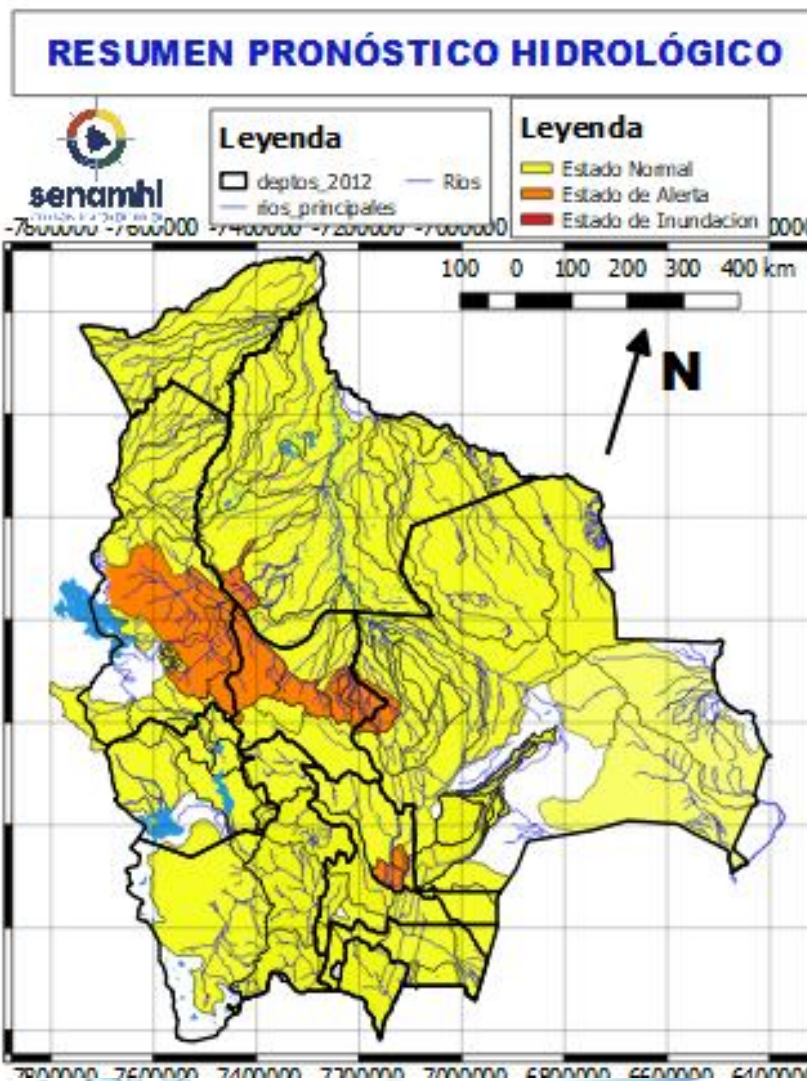 RESUMEN PRONÓSTICO HIDROLÓGICO
senamhi
Leyenda
deptos_2012
Rios
rios_principales
Leyenda
Estado Normal
Estado de Alerta
Estado de Inundacion
-7800000 -7600000 -7400000 -7200000 -7000000
100 0 100 200 300 400 km
N
-7800000 -7600000 -7400000 -7200000 -7000000 -6800000 -6600000